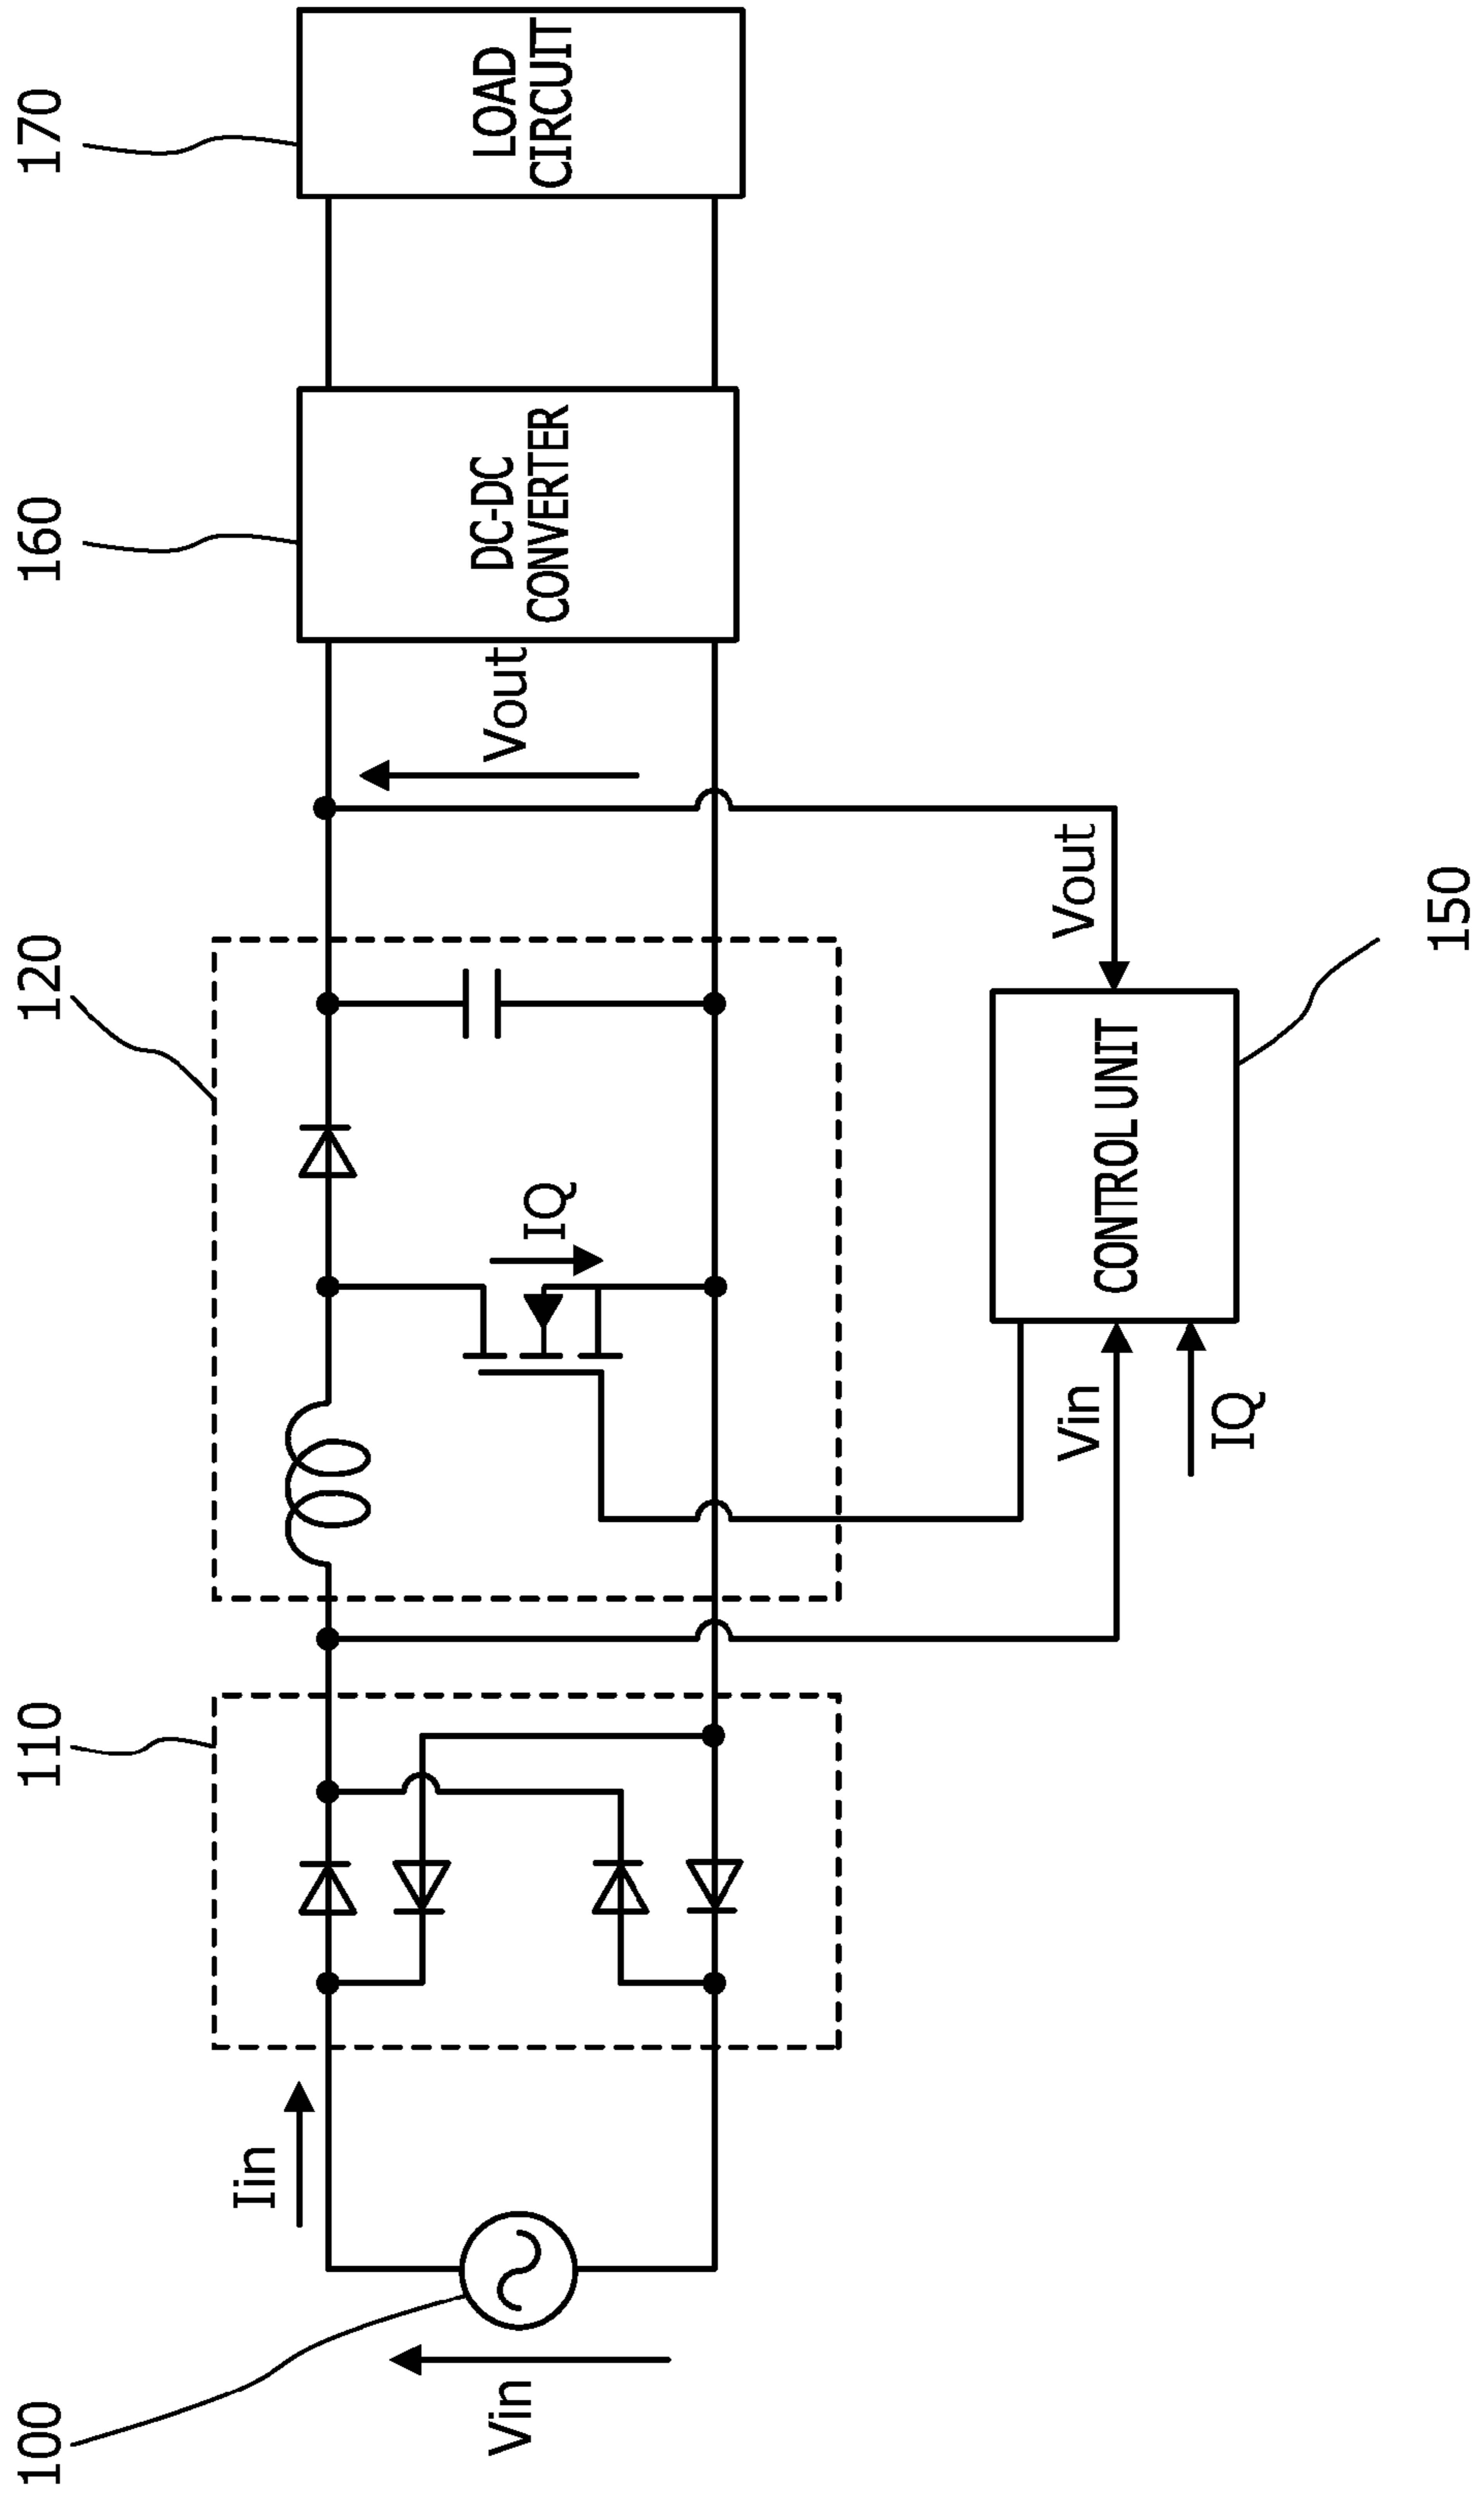 100
110
120
160
170
Iin
Vin
IQ
Vout
DC-DC
CONVERTER
LOAD
CIRCUIT
Vin
IQ
Vout
CONTROL UNIT
150